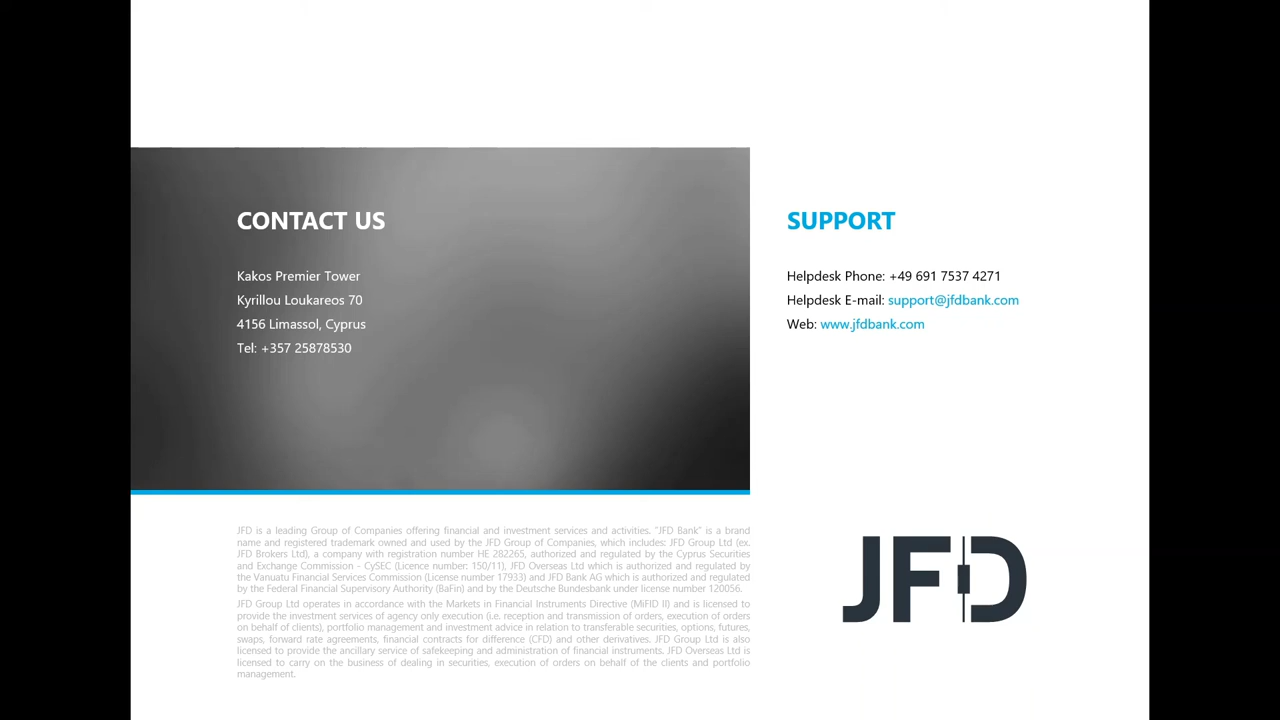 CONTACT US
Kakos Premier Tower
Kyrillou Loukareos 70
4156 Limassol, Cyprus
Tel: +357 25878530
SUPPORT
Helpdesk Phone: +49 691 7537 4271
Helpdesk E-mail: support@jfdbank.com
Web: www.jfdbank.com
JFD is a leading Group of Companies offering financial and investment services and activities. "JFD Bank" is a brand
name and registered trademark owned and used by the JFD Group of Companies, which includes: JFD Group Ltd (ex.
JFD Brokers Ltd), a company with registration number HE 282265, authorized and regulated by the Cyprus Securities
and Exchange Commission - CySEC (Licence number: 150/11), JFD Overseas Ltd which is authorized and regulated by
the Vanuatu Financial Services Commission (License number 17933) and JFD Bank AG which is authorized and regulated
by the Federal Financial Supervisory Authority (BaFin) and by the Deutsche Bundesbank under license number 120056.
JFD Group Ltd operates in accordance with the Markets in Financial Instruments Directive (MiFID II) and is licensed to
provide the investment services of agency only execution (i.e. reception and transmission of orders, execution of orders
on behalf of clients), portfolio management and investment advice in relation to transferable securities, options, futures,
swaps, forward rate agreements, financial contracts for difference (CFD) and other derivatives. JFD Group Ltd is also
licensed to provide the ancillary service of safekeeping and administration of financial instruments. JFD Overseas Ltd is
licensed to carry on the business of dealing in securities, execution of orders on behalf of the clients and portfolio
management.
JFD